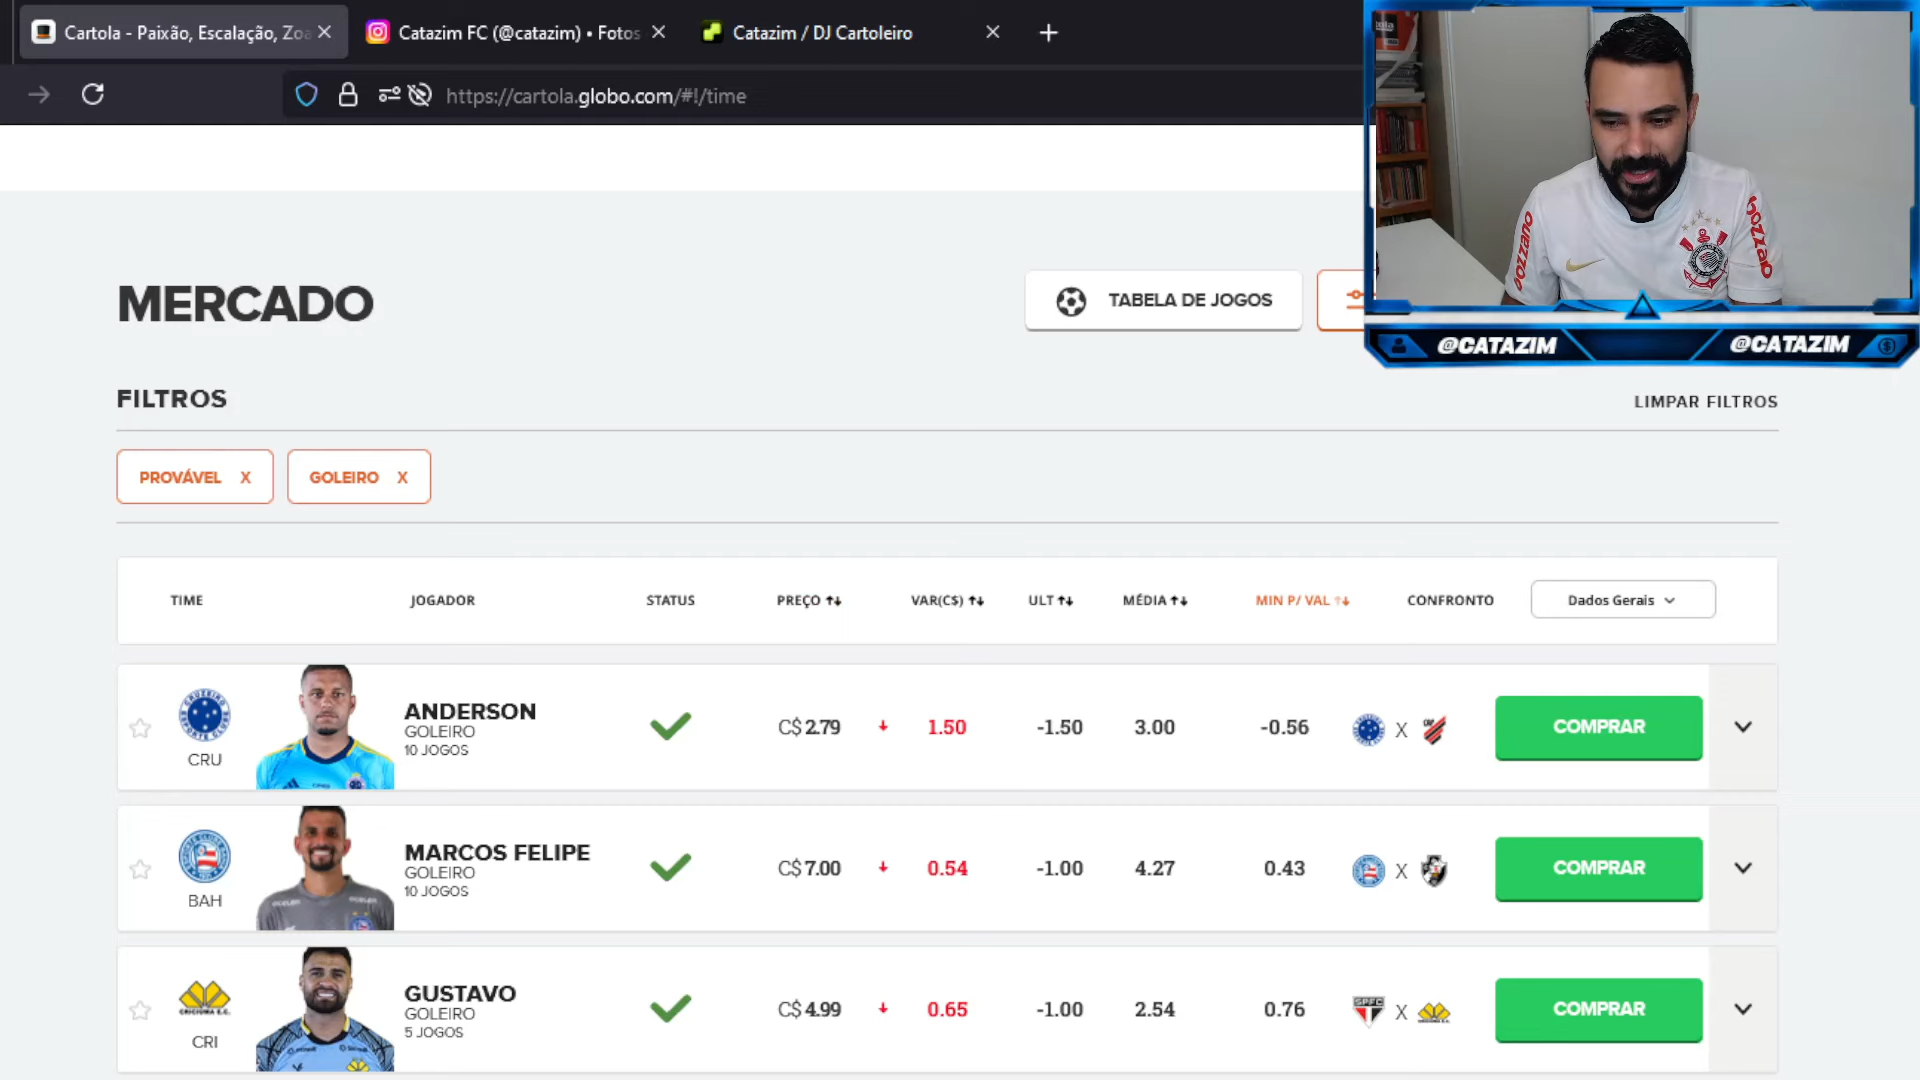 Cartola - Paixão, Escalação, Zoa
Catazim FC (@catazim) • Fotos
Catazim / DJ Cartoleiro
https://cartola.globo.com/#!/time
bozzano
bozzano
@CATAZIM
@CATAZIM
MERCADO
TABELA DE JOGOS
FILTROS
LIMPAR FILTROS
PROVÁVEL X
GOLEIRO X
TIME JOGADOR STATUS PREÇO VAR(C$) ULT MÉDIA MIN P/ VAL CONFRONTO Dados Gerais
CRU
ANDERSON
GOLEIRO
10 JOGOS
C$ 2.79 1.50 -1.50 3.00 -0.56 X COMPRAR
BAH
MARCOS FELIPE
GOLEIRO
10 JOGOS
C$ 7.00 0.54 -1.00 4.27 0.43 X COMPRAR
CRI
GUSTAVO
GOLEIRO
5 JOGOS
C$ 4.99 0.65 -1.00 2.54 0.76 SPFC X COMPRAR